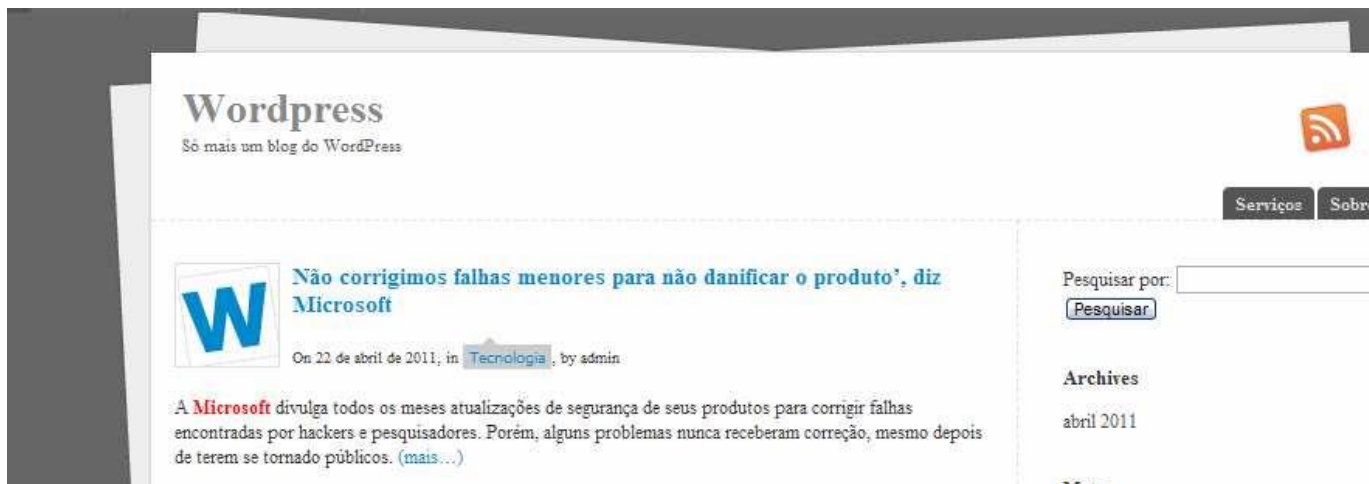 Wordpress
Só mais um blog do WordPress
Serviços
W
Não corrigimos falhas menores para não danificar o produto’, diz
Microsoft
On 22 de abril de 2011, in Tecnologia , by admin
A Microsoft divulga todos os meses atualizações de segurança de seus produtos para corrigir falhas
encontradas por hackers e pesquisadores. Porém, alguns problemas nunca receberam correção, mesmo depois
de terem se tornado públicos. (mais…)
Pesquisar por:
Pesquisar
Archives
abril 2011